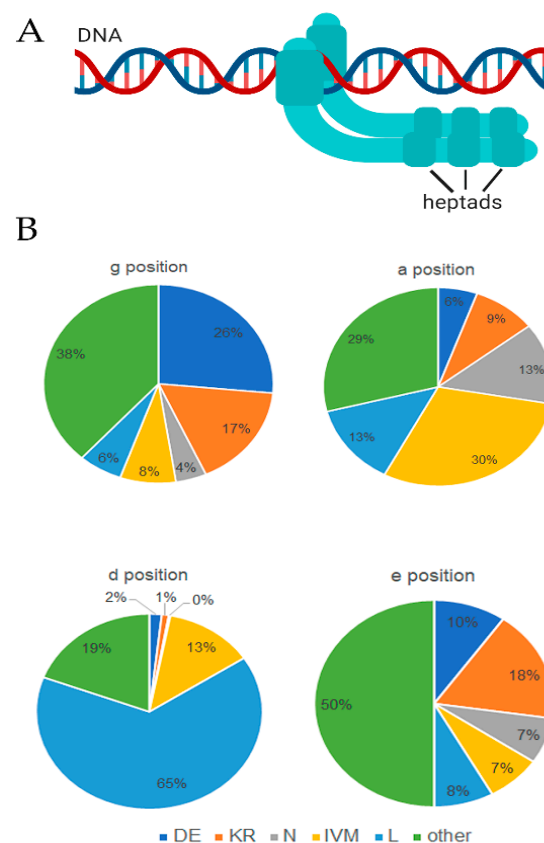 A
DNA
heptads
B
g position
26%
17%
4%
8%
6%
38%
a position
6%
9%
13%
30%
13%
29%
d position
2%
1%
0%
13%
65%
19%
e position
10%
18%
7%
7%
8%
50%
DE KR N IVM L other